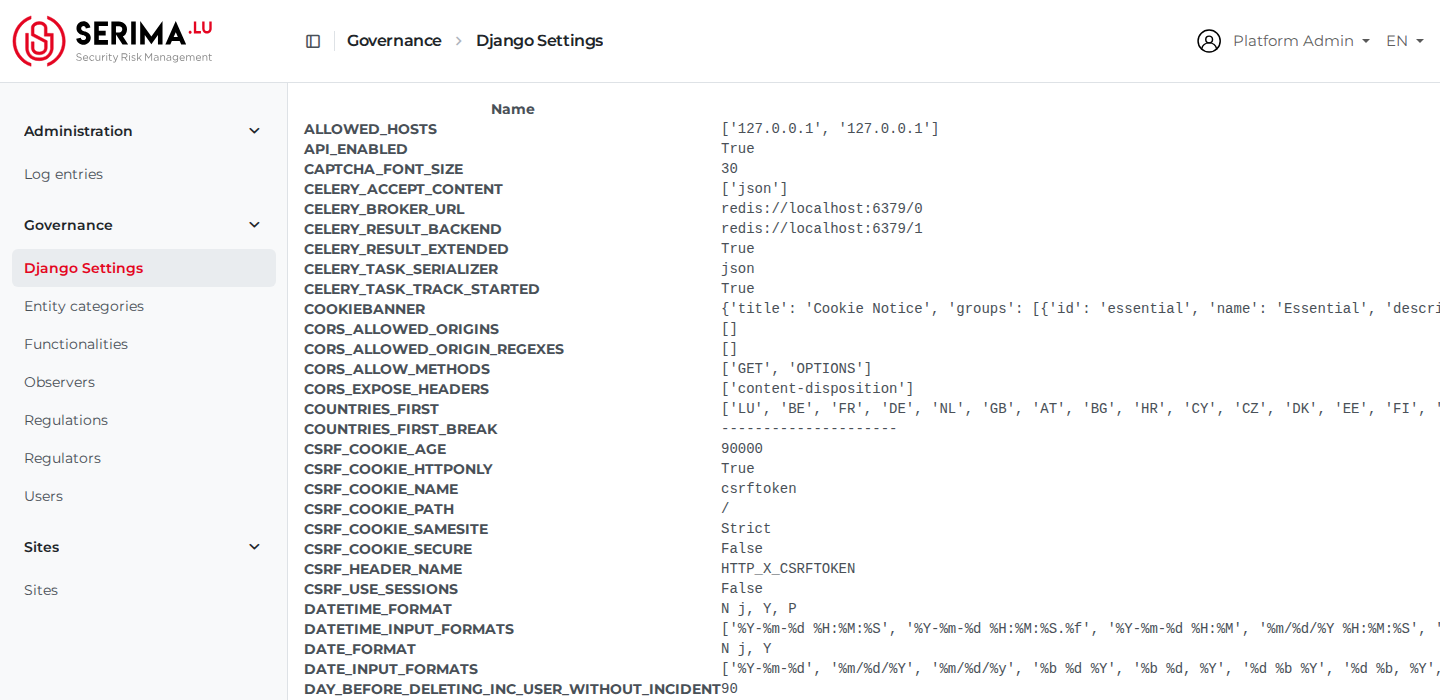 SERIMA.LU
Security Risk Management
Governance > Django Settings
Platform Admin
EN
Administration
Log entries
Governance
Django Settings
Entity categories
Functionalities
Observers
Regulations
Regulators
Users
Sites
Sites
Name
ALLOWED_HOSTS ['127.0.0.1', '127.0.0.1']
API_ENABLED True
CAPTCHA_FONT_SIZE 30
CELERY_ACCEPT_CONTENT ['json']
CELERY_BROKER_URL redis://localhost:6379/0
CELERY_RESULT_BACKEND redis://localhost:6379/1
CELERY_RESULT_EXTENDED True
CELERY_TASK_SERIALIZER json
CELERY_TASK_TRACK_STARTED True
COOKIEBANNER {'title': 'Cookie Notice', 'groups': [{'id': 'essential', 'name': 'Essential', 'descri
CORS_ALLOWED_ORIGINS []
CORS_ALLOWED_ORIGIN_REGEXES []
CORS_ALLOW_METHODS ['GET', 'OPTIONS']
CORS_EXPOSE_HEADERS ['content-disposition']
COUNTRIES_FIRST ['LU', 'BE', 'FR', 'DE', 'NL', 'GB', 'AT', 'BG', 'HR', 'CY', 'CZ', 'DK', 'EE', 'FI', '
COUNTRIES_FIRST_BREAK ---------------------
CSRF_COOKIE_AGE 90000
CSRF_COOKIE_HTTPONLY True
CSRF_COOKIE_NAME csrftoken
CSRF_COOKIE_PATH /
CSRF_COOKIE_SAMESITE Strict
CSRF_COOKIE_SECURE False
CSRF_HEADER_NAME HTTP_X_CSRFTOKEN
CSRF_USE_SESSIONS False
DATETIME_FORMAT N j, Y, P
DATETIME_INPUT_FORMATS ['%Y-%m-%d %H:%M:%S', '%Y-%m-%d %H:%M:%S.%f', '%Y-%m-%d %H:%M', '%m/%d/%Y %H:%M:%S', '
DATE_FORMAT N j, Y
DATE_INPUT_FORMATS ['%Y-%m-%d', '%m/%d/%Y', '%m/%d/%y', '%b %d %Y', '%b %d, %Y', '%d %b %Y', '%d %b, %Y',
DAY_BEFORE_DELETING_INC_USER_WITHOUT_INCIDENT 90